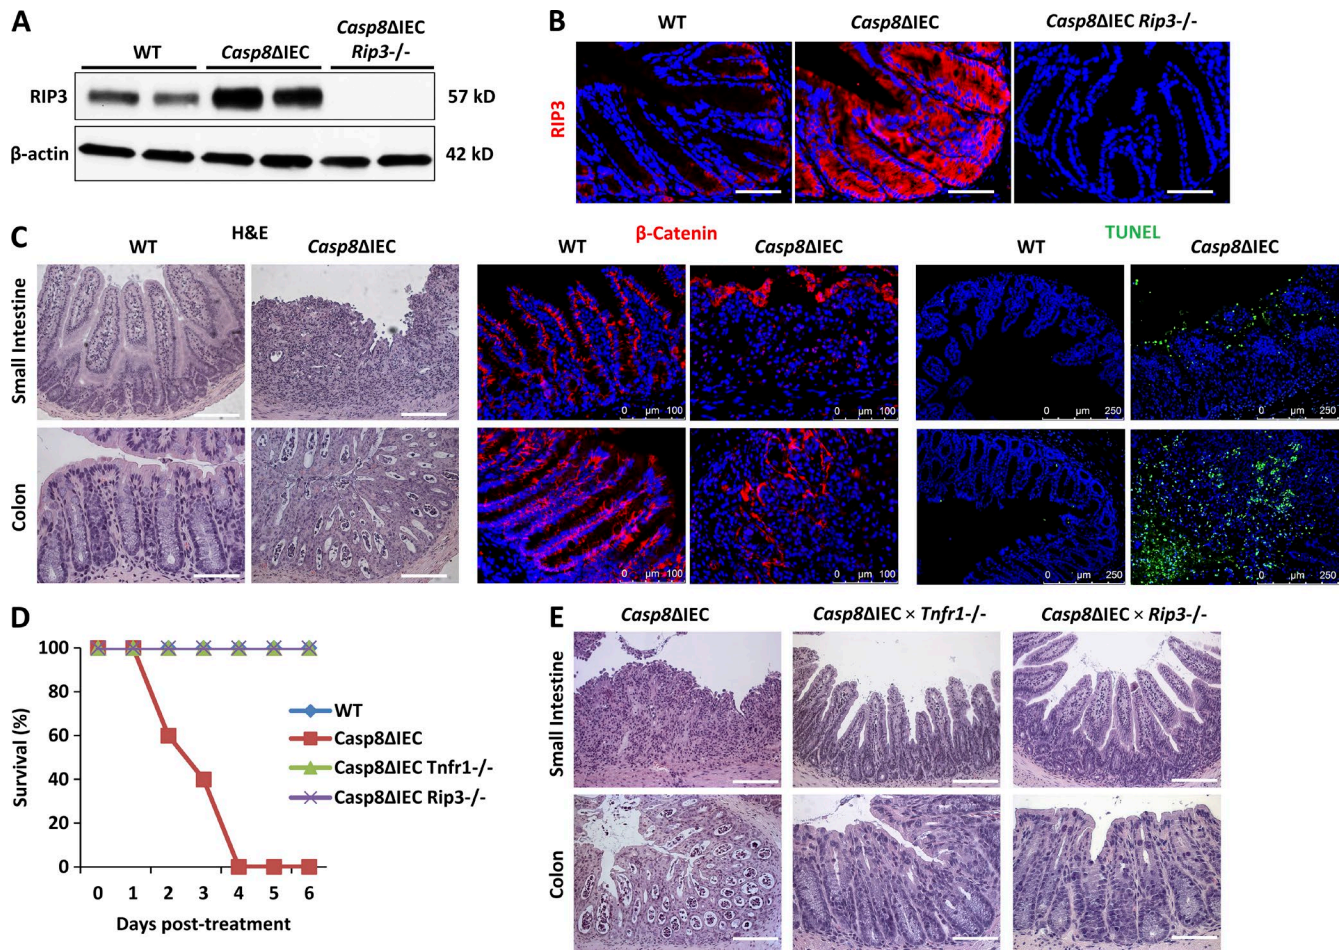 A
WT
Casp8ΔIEC
Casp8ΔIEC
Rip3-/-
RIP3
57 kD
β-actin
42 kD
B
WT
Casp8ΔIEC
Casp8ΔIEC Rip3-/-
RIP3
C
H&E
β-Catenin
TUNEL
WT
Casp8ΔIEC
WT
Casp8ΔIEC
WT
Casp8ΔIEC
Small Intestine
0 µm 100
0 µm 100
0 µm 250
0 µm 250
Colon
0 µm 100
0 µm 100
0 µm 250
0 µm 250
D
Survival (%)
100
80
60
40
20
0
0 1 2 3 4 5 6
Days post-treatment
WT
Casp8ΔIEC
Casp8ΔIEC Tnfr1-/-
Casp8ΔIEC Rip3-/-
E
Casp8ΔIEC
Casp8ΔIEC × Tnfr1-/-
Casp8ΔIEC × Rip3-/-
Small Intestine
Colon